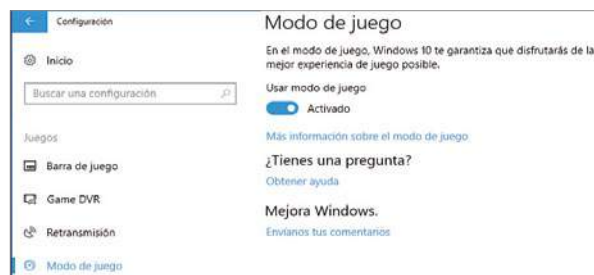 Configuración
Inicio
Buscar una configuración
Juegos
Barra de juego
Game DVR
Retransmisión
Modo de juego
Modo de juego
En el modo de juego, Windows 10 te garantiza que disfrutarás de la
mejor experiencia de juego posible.
Usar modo de juego
Activado
Más información sobre el modo de juego
¿Tienes una pregunta?
Obtener ayuda
Mejora Windows.
Envíanos tus comentarios